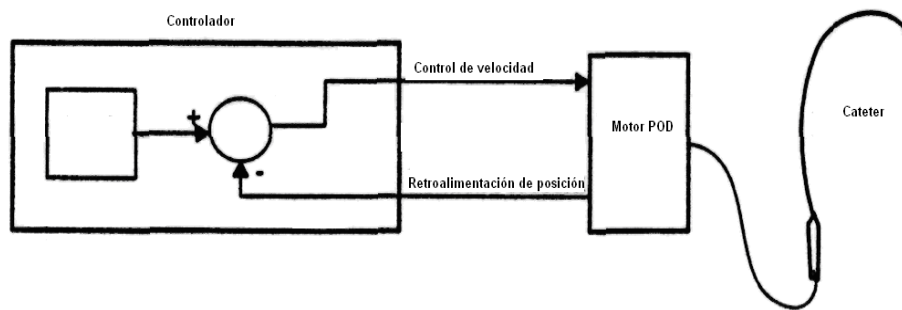 Controlador
Control de velocidad
+
-
Motor POD
Cateter
Retroalimentación de posición